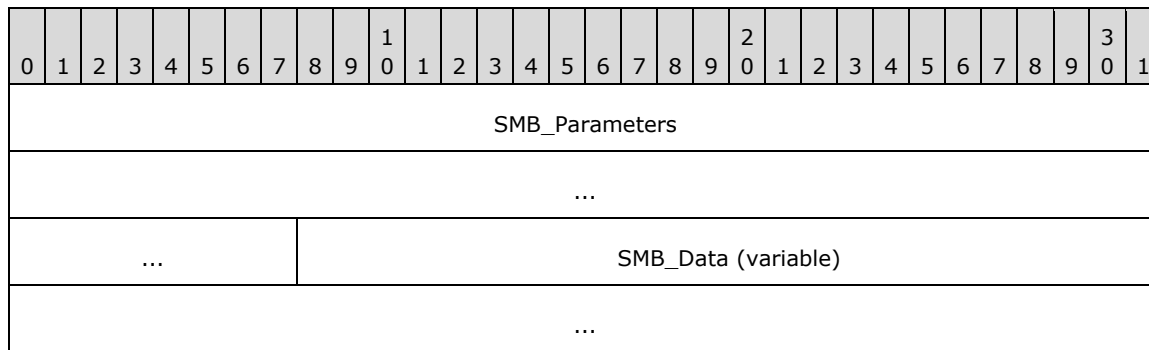 1 2 3
0 1 2 3 4 5 6 7 8 9 0 1 2 3 4 5 6 7 8 9 0 1 2 3 4 5 6 7 8 9 0 1
SMB_Parameters
...
... SMB_Data (variable)
...